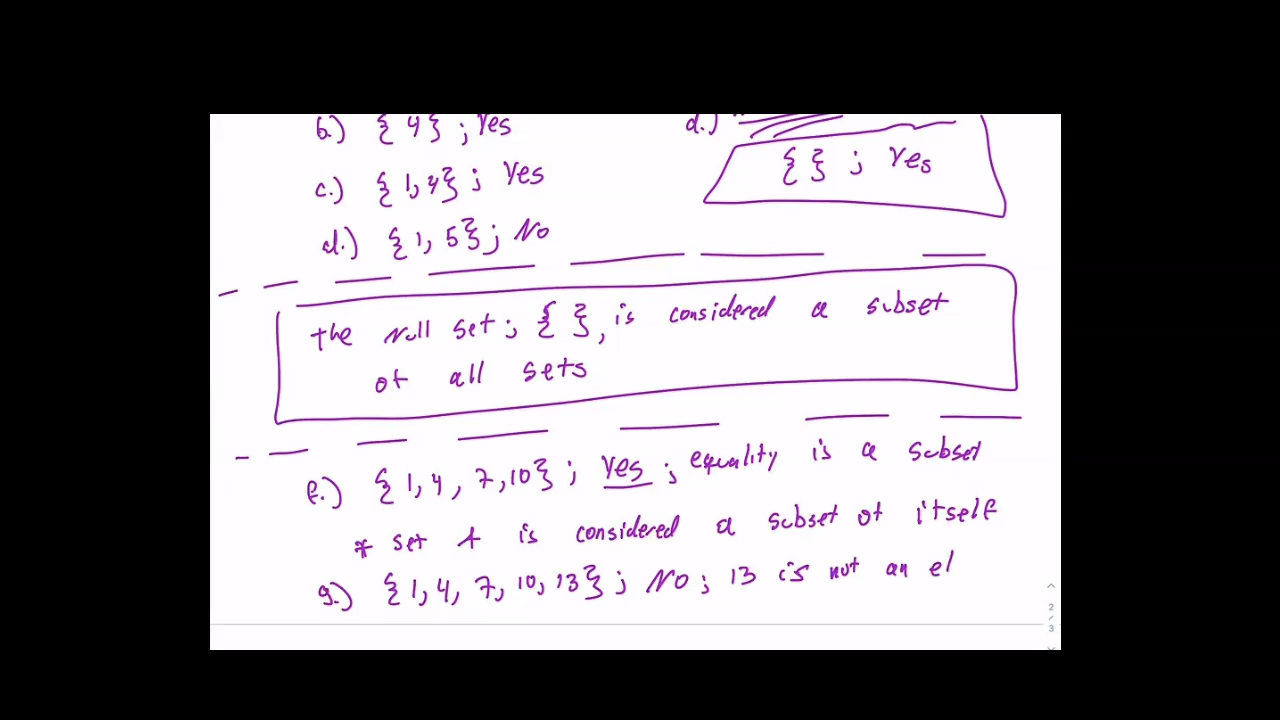 b.) { 4 } ; Yes
c.) { 1, 4 } ; Yes
d.) { 1, 5 } ; No
d.)
{ } ; Yes
the null set ; { }, is considered a subset
of all sets
f.) { 1, 4, 7, 10 } ; Yes ; equality is a subset
* set A is considered a subset of itself
g.) { 1, 4, 7, 10, 13 } ; No ; 13 is not an el
2
/
3